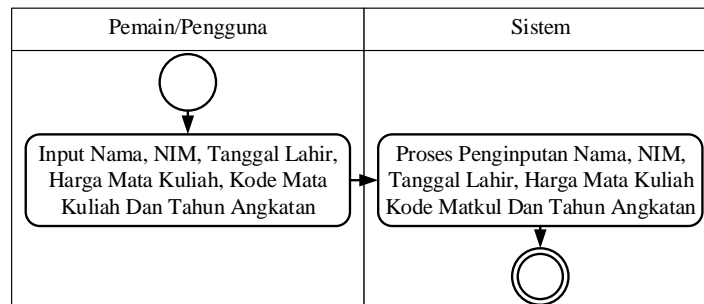 Pemain/Pengguna
Sistem
Input Nama, NIM, Tanggal Lahir,
Harga Mata Kuliah, Kode Mata
Kuliah Dan Tahun Angkatan
Proses Penginputan Nama, NIM,
Tanggal Lahir, Harga Mata Kuliah
Kode Matkul Dan Tahun Angkatan